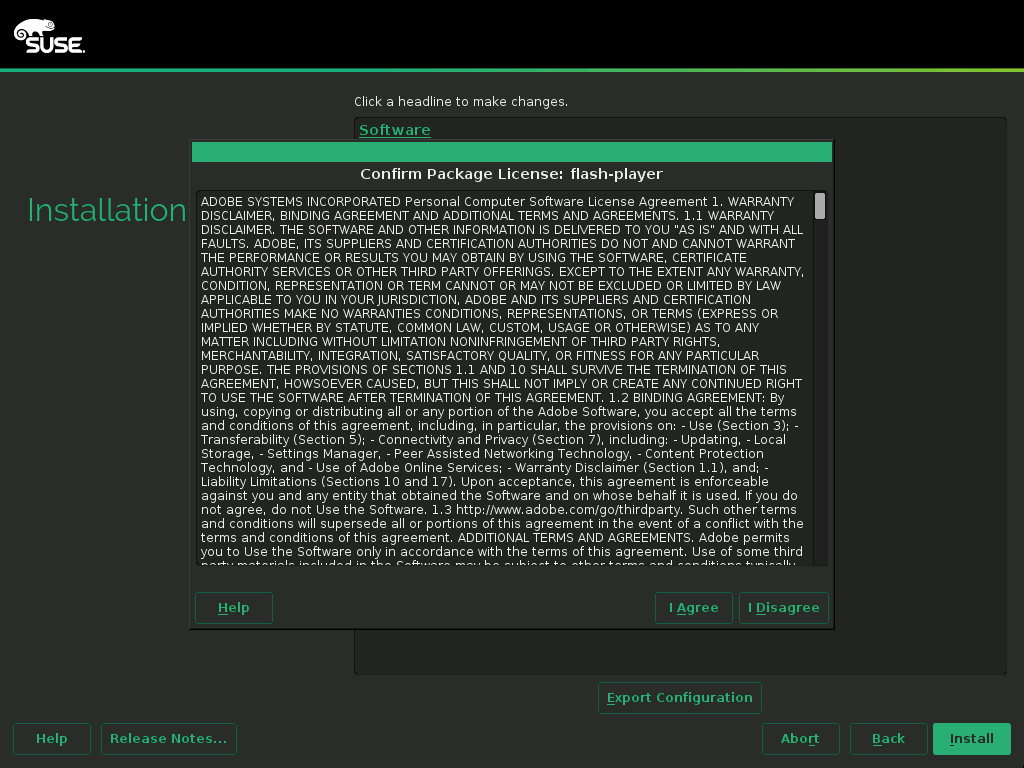 SUSE.
Click a headline to make changes.
Software
Installation
Confirm Package License: flash-player
ADOBE SYSTEMS INCORPORATED Personal Computer Software License Agreement 1. WARRANTY
DISCLAIMER, BINDING AGREEMENT AND ADDITIONAL TERMS AND AGREEMENTS. 1.1 WARRANTY
DISCLAIMER. THE SOFTWARE AND OTHER INFORMATION IS DELIVERED TO YOU "AS IS" AND WITH ALL
FAULTS. ADOBE, ITS SUPPLIERS AND CERTIFICATION AUTHORITIES DO NOT AND CANNOT WARRANT
THE PERFORMANCE OR RESULTS YOU MAY OBTAIN BY USING THE SOFTWARE, CERTIFICATE
AUTHORITY SERVICES OR OTHER THIRD PARTY OFFERINGS. EXCEPT TO THE EXTENT ANY WARRANTY,
CONDITION, REPRESENTATION OR TERM CANNOT OR MAY NOT BE EXCLUDED OR LIMITED BY LAW
APPLICABLE TO YOU IN YOUR JURISDICTION, ADOBE AND ITS SUPPLIERS AND CERTIFICATION
AUTHORITIES MAKE NO WARRANTIES CONDITIONS, REPRESENTATIONS, OR TERMS (EXPRESS OR
IMPLIED WHETHER BY STATUTE, COMMON LAW, CUSTOM, USAGE OR OTHERWISE) AS TO ANY
MATTER INCLUDING WITHOUT LIMITATION NONINFRINGEMENT OF THIRD PARTY RIGHTS,
MERCHANTABILITY, INTEGRATION, SATISFACTORY QUALITY, OR FITNESS FOR ANY PARTICULAR
PURPOSE. THE PROVISIONS OF SECTIONS 1.1 AND 10 SHALL SURVIVE THE TERMINATION OF THIS
AGREEMENT, HOWSOEVER CAUSED, BUT THIS SHALL NOT IMPLY OR CREATE ANY CONTINUED RIGHT
TO USE THE SOFTWARE AFTER TERMINATION OF THIS AGREEMENT. 1.2 BINDING AGREEMENT: By
using, copying or distributing all or any portion of the Adobe Software, you accept all the terms
and conditions of this agreement, including, in particular, the provisions on: - Use (Section 3); -
Transferability (Section 5); - Connectivity and Privacy (Section 7), including: - Updating, - Local
Storage, - Settings Manager, - Peer Assisted Networking Technology, - Content Protection
Technology, and - Use of Adobe Online Services; - Warranty Disclaimer (Section 1.1), and; -
Liability Limitations (Sections 10 and 17). Upon acceptance, this agreement is enforceable
against you and any entity that obtained the Software and on whose behalf it is used. If you do
not agree, do not Use the Software. 1.3 http://www.adobe.com/go/thirdparty. Such other terms
and conditions will supersede all or portions of this agreement in the event of a conflict with the
terms and conditions of this agreement. ADDITIONAL TERMS AND AGREEMENTS. Adobe permits
you to Use the Software only in accordance with the terms of this agreement. Use of some third
party materials included in the Software may be subject to other terms and conditions typically
Help
I Agree
I Disagree
Export Configuration
Help
Release Notes...
Abort
Back
Install